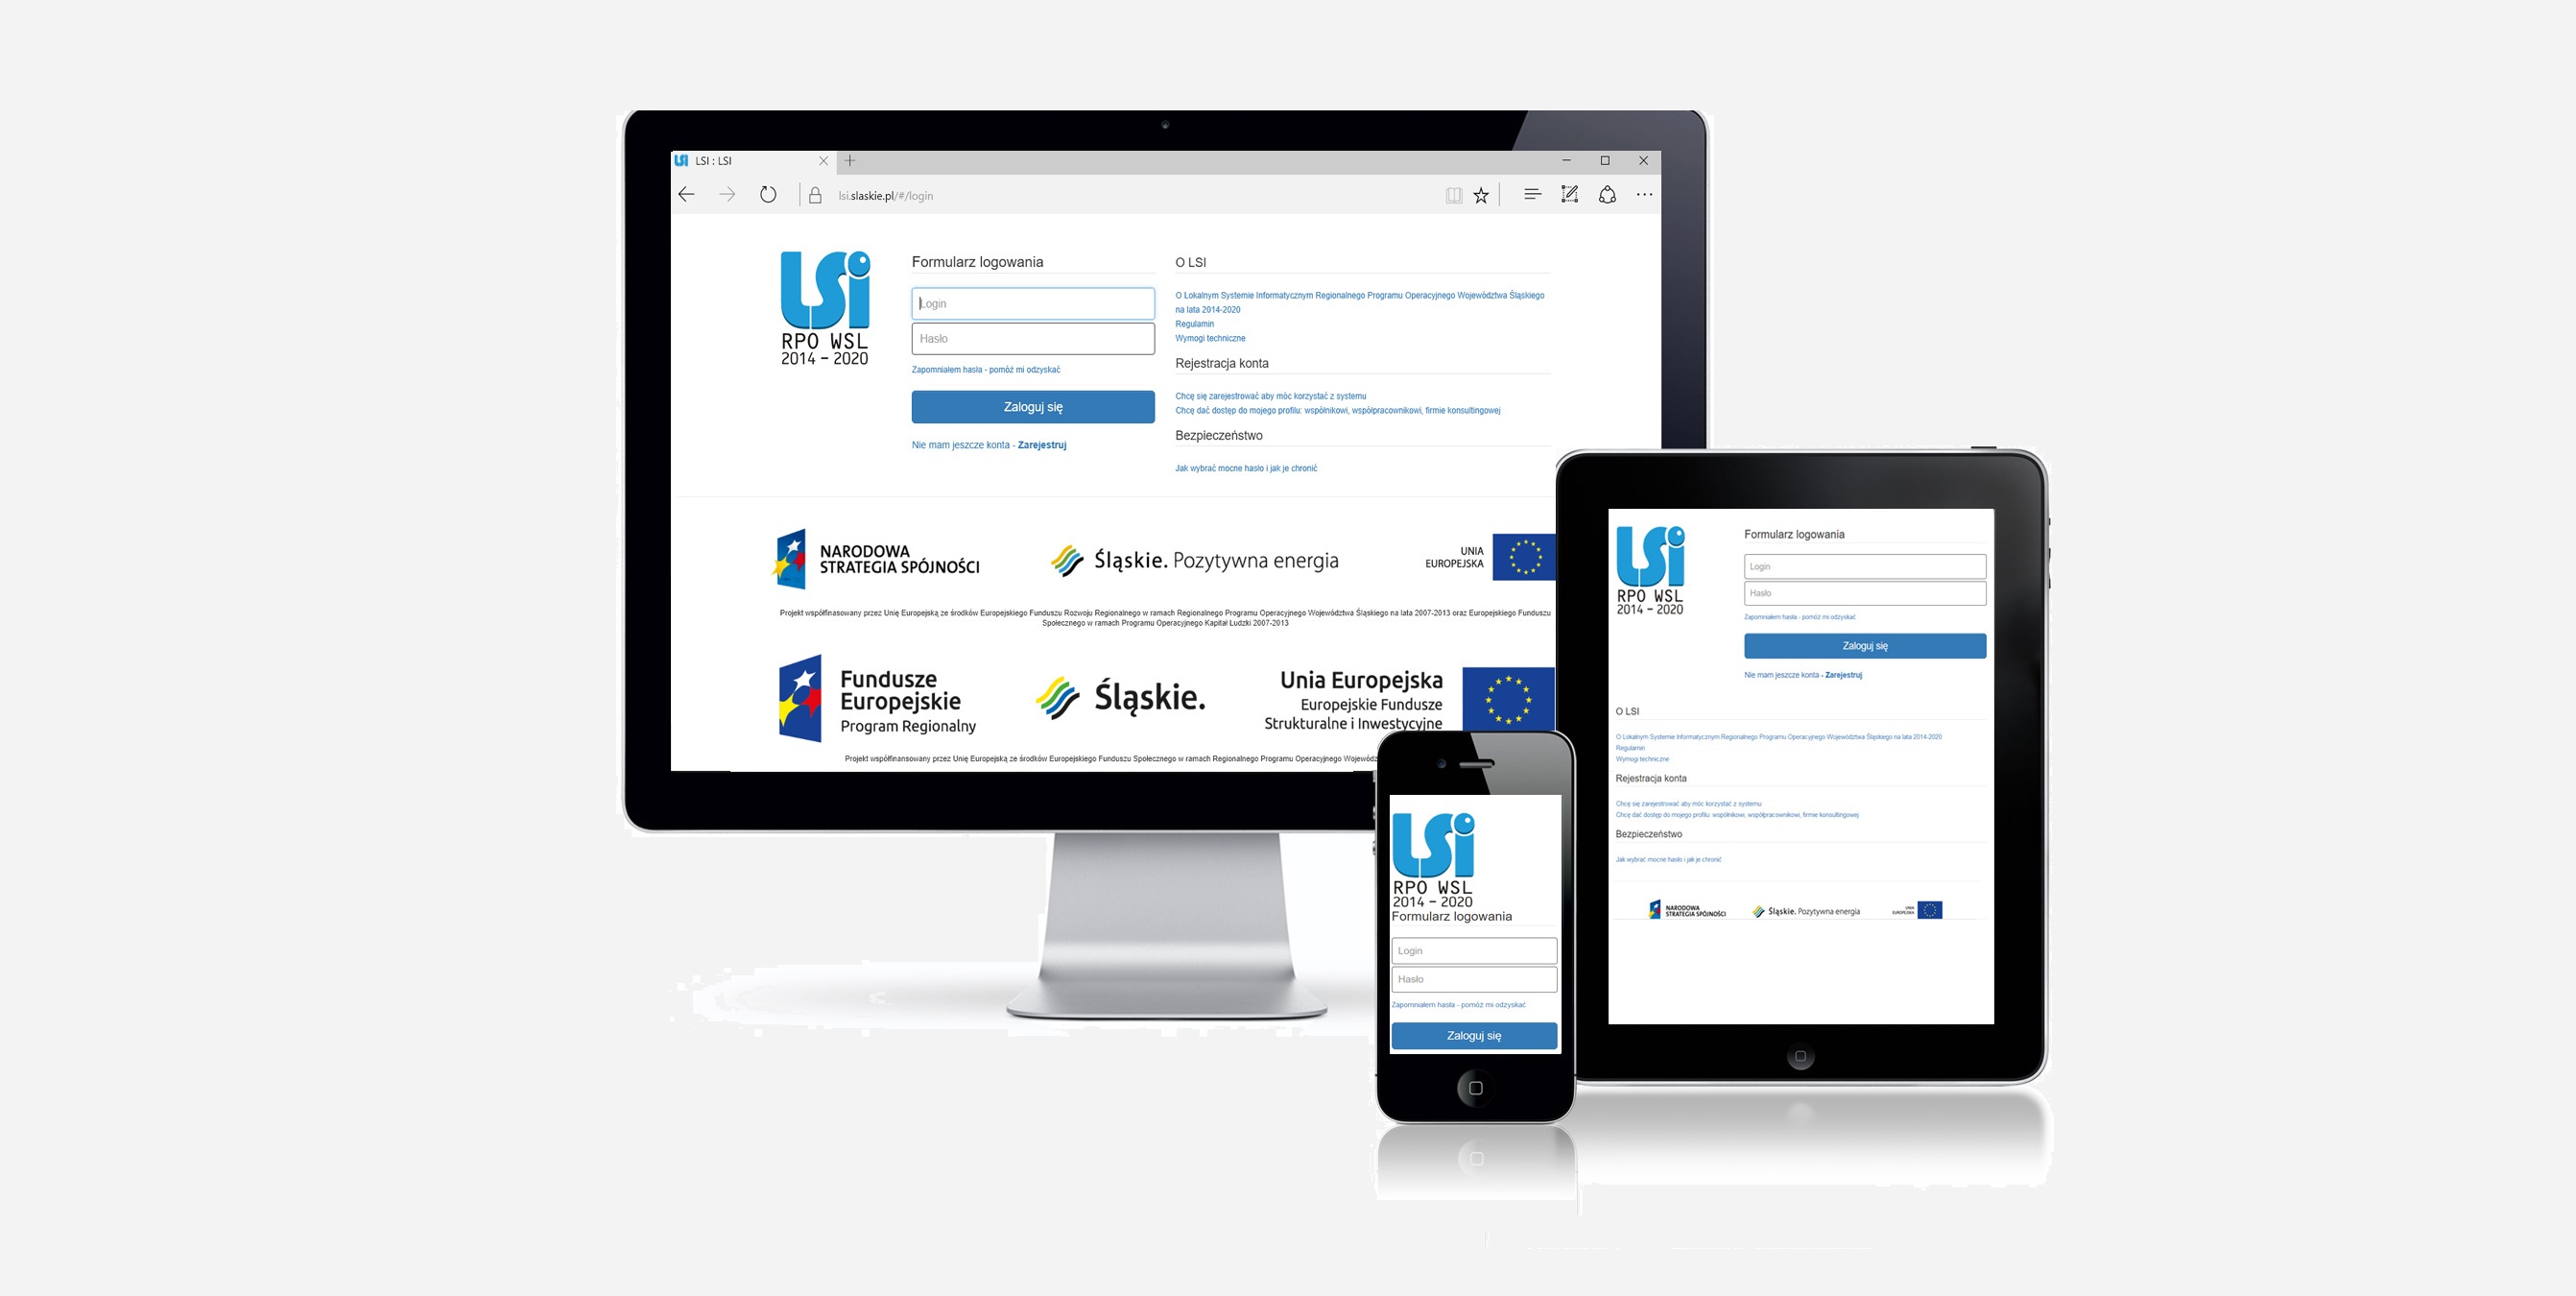 LSI : LSI
lsi.slaskie.pl/#/login
LSi
RPO WSL
2014 - 2020
Formularz logowania
Login
Hasło
Zapomniałem hasła - pomóż mi odzyskać
Zaloguj się
Nie mam jeszcze konta - Zarejestruj
O LSI
O Lokalnym Systemie Informatycznym Regionalnego Programu Operacyjnego Województwa Śląskiego
na lata 2014-2020
Regulamin
Wymogi techniczne
Rejestracja konta
Chcę się zarejestrować aby móc korzystać z systemu
Chcę dać dostęp do mojego profilu: wspólnikowi, współpracownikowi, firmie konsultingowej
Bezpieczeństwo
Jak wybrać mocne hasło i jak je chronić
NARODOWA
STRATEGIA SPÓJNOŚCI
Śląskie. Pozytywna energia
UNIA
EUROPEJSKA
Projekt współfinasowany przez Unię Europejską ze środków Europejskiego Funduszu Rozwoju Regionalnego w ramach Regionalnego Programu Operacyjnego Województwa Śląskiego na lata 2007-2013 oraz Europejskiego Funduszu
Społecznego w ramach Programu Operacyjnego Kapitał Ludzki 2007-2013
Fundusze
Europejskie
Program Regionalny
Śląskie.
Unia Europejska
Europejskie Fundusze
Strukturalne i Inwestycyjne
Projekt współfinansowany przez Unię Europejską ze środków Europejskiego Funduszu Społecznego w ramach Regionalnego Programu Operacyjnego
LSi
RPO WSL
2014 - 2020
Formularz logowania
Login
Hasło
Zapomniałem hasła - pomóż mi odzyskać
Zaloguj się
LSi
RPO WSL
2014 - 2020
Formularz logowania
Login
Hasło
Zapomniałem hasła - pomóż mi odzyskać
Zaloguj się
Nie mam jeszcze konta - Zarejestruj
O LSI
O Lokalnym Systemie Informatycznym Regionalnego Programu Operacyjnego Województwa Śląskiego na lata 2014-2020
Regulamin
Wymogi techniczne
Rejestracja konta
Chcę się zarejestrować aby móc korzystać z systemu
Chcę dać dostęp do mojego profilu: wspólnikowi, współpracownikowi, firmie konsultingowej
Bezpieczeństwo
Jak wybrać mocne hasło i jak je chronić
NARODOWA
STRATEGIA SPÓJNOŚCI
Śląskie. Pozytywna energia
UNIA
EUROPEJSKA